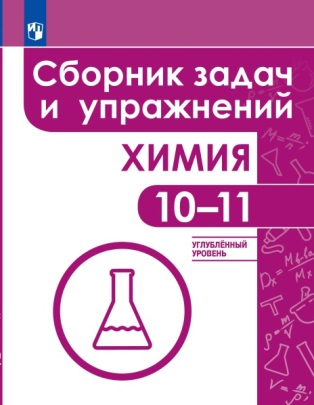 Сборник задач
и упражнений
ХИМИЯ
10–11
УГЛУБЛЁННЫЙ
УРОВЕНЬ